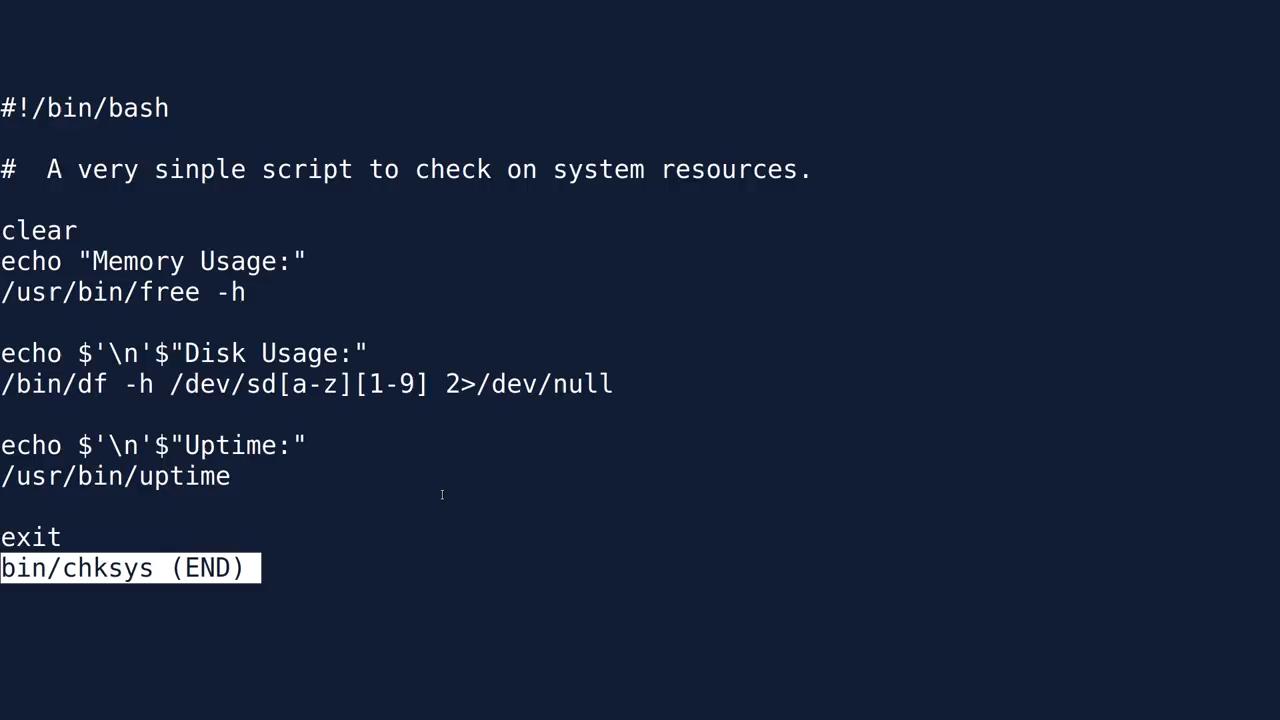 #!/bin/bash
#  A very sinple script to check on system resources.
clear
echo "Memory Usage:"
/usr/bin/free -h
echo $'\n'$"Disk Usage:"
/bin/df -h /dev/sd[a-z][1-9] 2>/dev/null
echo $'\n'$"Uptime:"
/usr/bin/uptime
exit
bin/chksys (END)